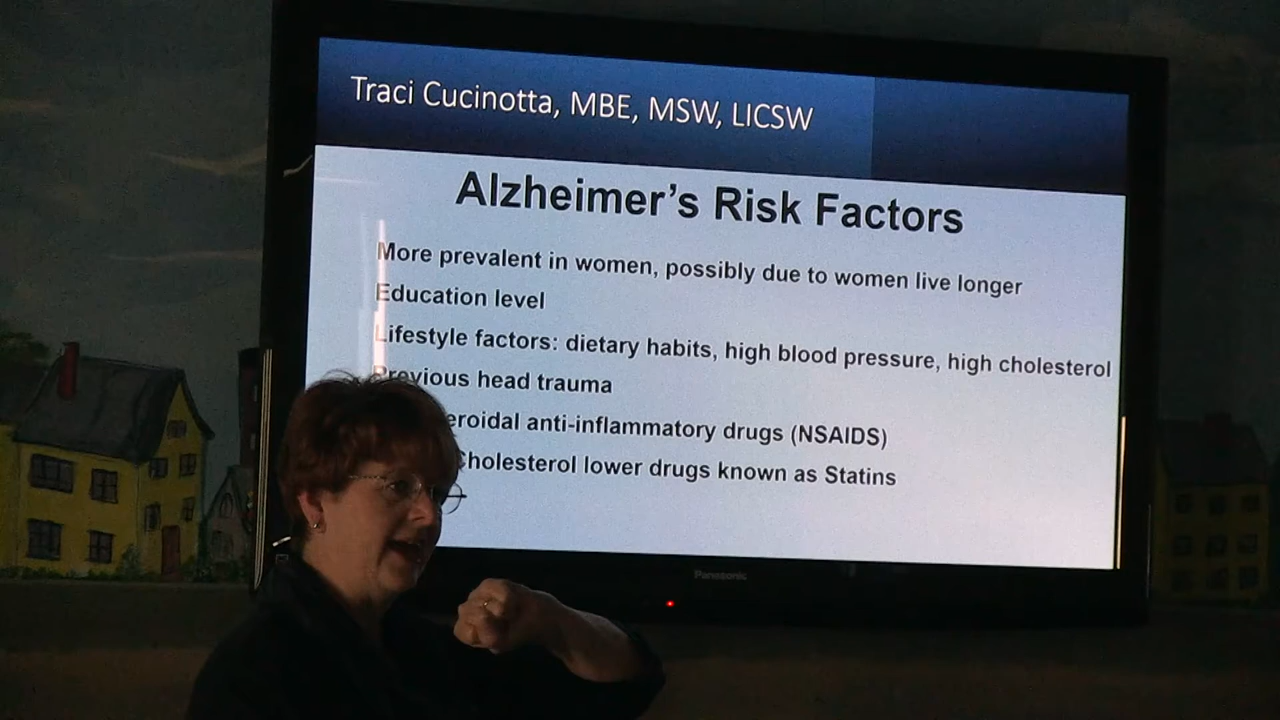 Traci Cucinotta, MBE, MSW, LICSW
Alzheimer's Risk Factors
More prevalent in women, possibly due to women live longer
Education level
Lifestyle factors: dietary habits, high blood pressure, high cholesterol
Previous head trauma
eroidal anti-inflammatory drugs (NSAIDS)
Cholesterol lower drugs known as Statins
Panasonic